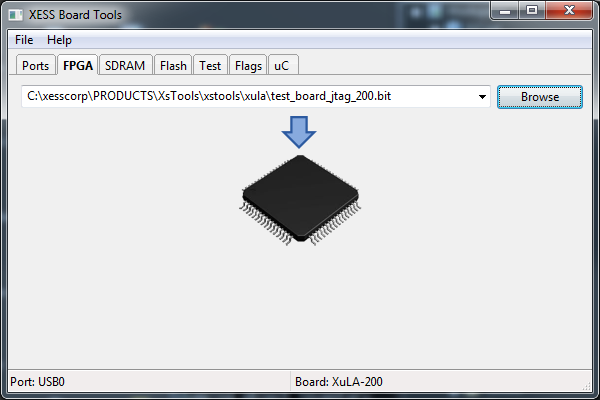 XESS Board Tools
File Help
Ports FPGA SDRAM Flash Test Flags uC
C:\xesscorp\PRODUCTS\XsTools\xstools\xula\test_board_jtag_200.bit Browse
Port: USB0 Board: XuLA-200